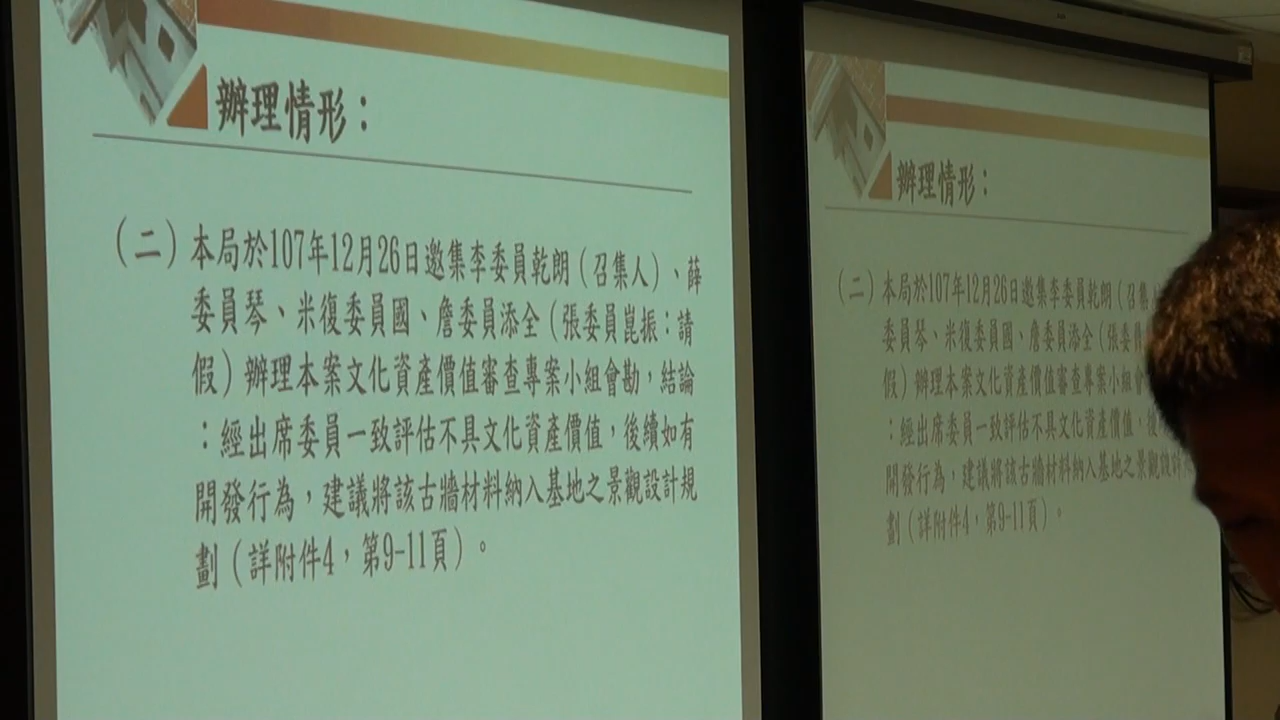 辦理情形：
（二）本局於107年12月26日邀集李委員乾朗（召集人）、薛
委員琴、米復委員國、詹委員添全（張委員崑振：請
假）辦理本案文化資產價值審查專案小組會勘，結論
：經出席委員一致評估不具文化資產價值，後續如有
開發行為，建議將該古牆材料納入基地之景觀設計規
劃（詳附件4，第9-11頁）。
辦理情形：
（二）本局於107年12月26日邀集李委員乾朗（召集
委員琴、米復委員國、詹委員添全（張委員
假）辦理本案文化資產價值審查專案小組會
：經出席委員一致評估不具文化資產價值，後
開發行為，建議將該古牆材料納入基地之景觀設計
劃（詳附件4，第9-11頁）。